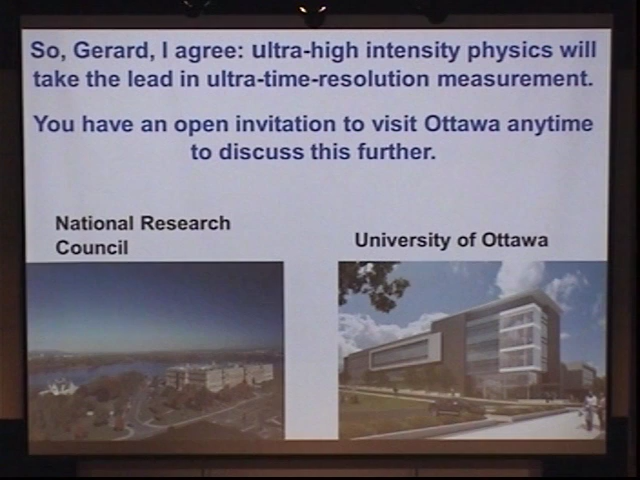 So, Gerard, I agree: ultra-high intensity physics will
take the lead in ultra-time-resolution measurement.
You have an open invitation to visit Ottawa anytime
to discuss this further.
National Research
Council
University of Ottawa